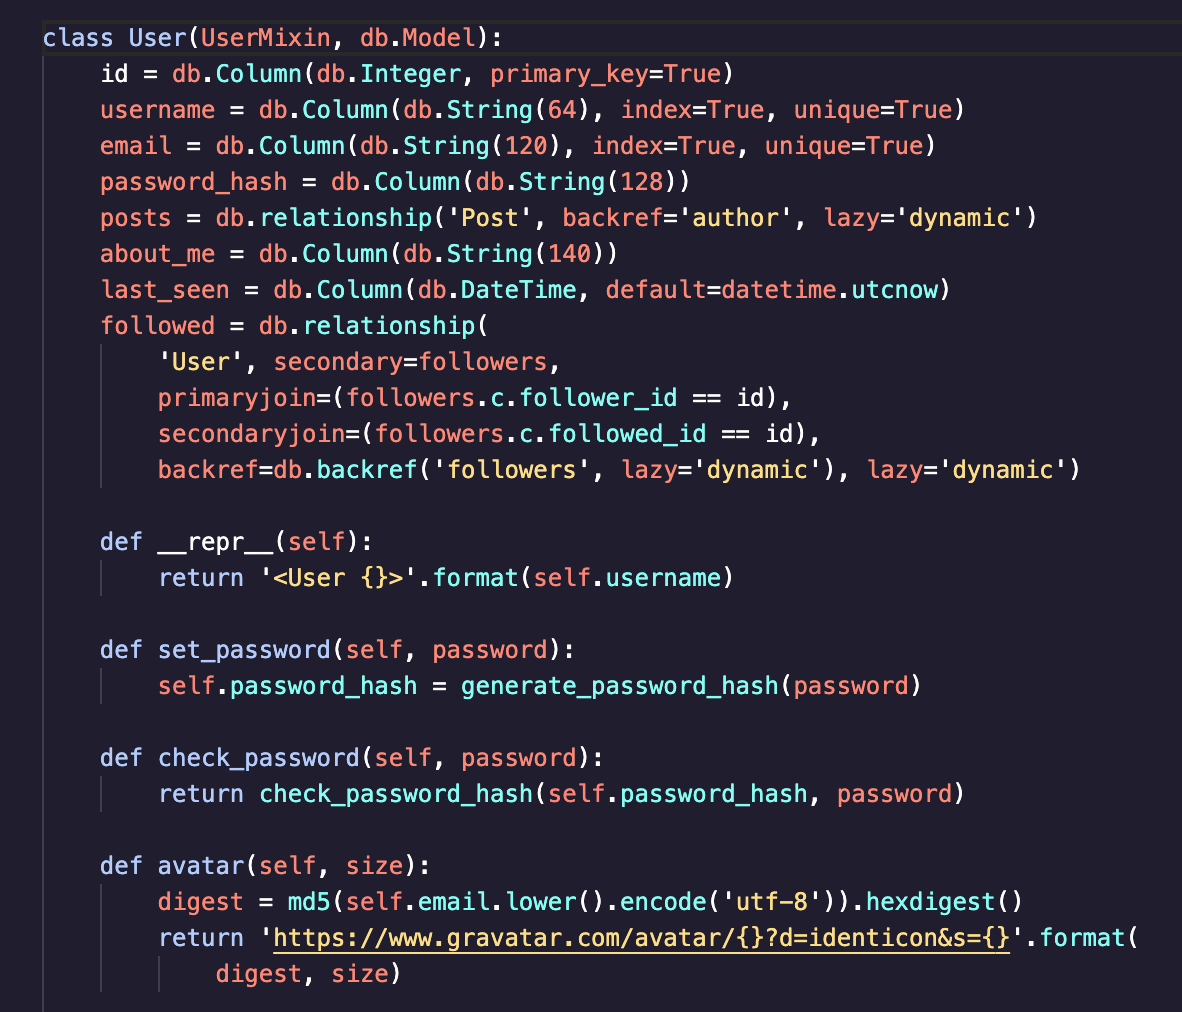 class User(UserMixin, db.Model):
    id = db.Column(db.Integer, primary_key=True)
    username = db.Column(db.String(64), index=True, unique=True)
    email = db.Column(db.String(120), index=True, unique=True)
    password_hash = db.Column(db.String(128))
    posts = db.relationship('Post', backref='author', lazy='dynamic')
    about_me = db.Column(db.String(140))
    last_seen = db.Column(db.DateTime, default=datetime.utcnow)
    followed = db.relationship(
        'User', secondary=followers,
        primaryjoin=(followers.c.follower_id == id),
        secondaryjoin=(followers.c.followed_id == id),
        backref=db.backref('followers', lazy='dynamic'), lazy='dynamic')

    def __repr__(self):
        return '<User {}>'.format(self.username)

    def set_password(self, password):
        self.password_hash = generate_password_hash(password)

    def check_password(self, password):
        return check_password_hash(self.password_hash, password)

    def avatar(self, size):
        digest = md5(self.email.lower().encode('utf-8')).hexdigest()
        return 'https://www.gravatar.com/avatar/{}?d=identicon&s={}'.format(
            digest, size)